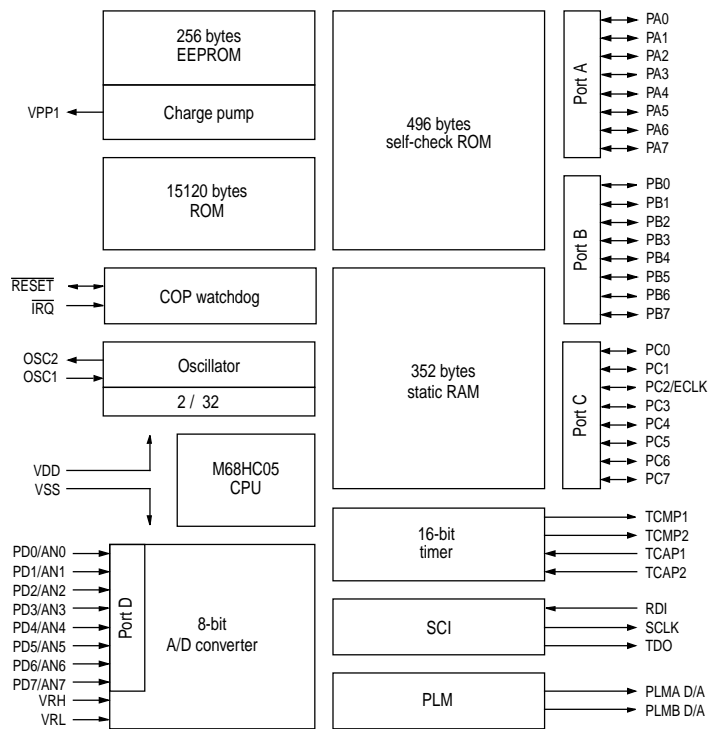 256 bytes
EEPROM
Charge pump
VPP1
15120 bytes
ROM
RESET
IRQ
COP watchdog
OSC2
OSC1
Oscillator
2 / 32
VDD
VSS
M68HC05
CPU
PD0/AN0
PD1/AN1
PD2/AN2
PD3/AN3
PD4/AN4
PD5/AN5
PD6/AN6
PD7/AN7
VRH
VRL
Port D
8-bit
A/D converter
496 bytes
self-check ROM
352 bytes
static RAM
16-bit
timer
SCI
PLM
Port A
PA0
PA1
PA2
PA3
PA4
PA5
PA6
PA7
Port B
PB0
PB1
PB2
PB3
PB4
PB5
PB6
PB7
Port C
PC0
PC1
PC2/ECLK
PC3
PC4
PC5
PC6
PC7
TCMP1
TCMP2
TCAP1
TCAP2
RDI
SCLK
TDO
PLMA D/A
PLMB D/A